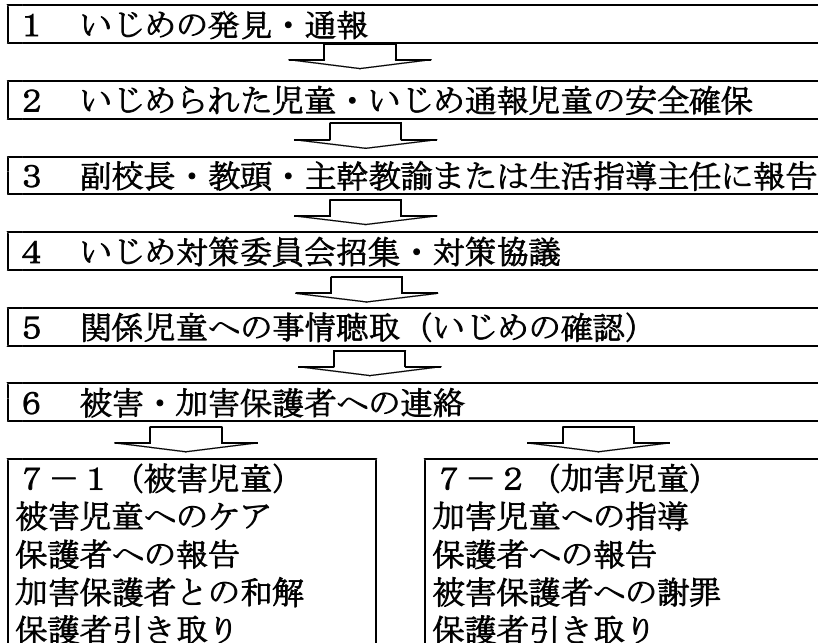 １　いじめの発見・通報
２　いじめられた児童・いじめ通報児童の安全確保
３　副校長・教頭・主幹教諭または生活指導主任に報告
４　いじめ対策委員会招集・対策協議
５　関係児童への事情聴取（いじめの確認）
６　被害・加害保護者への連絡
７－１（被害児童）
被害児童へのケア
保護者への報告
加害保護者との和解
保護者引き取り
７－２（加害児童）
加害児童への指導
保護者への報告
被害保護者への謝罪
保護者引き取り